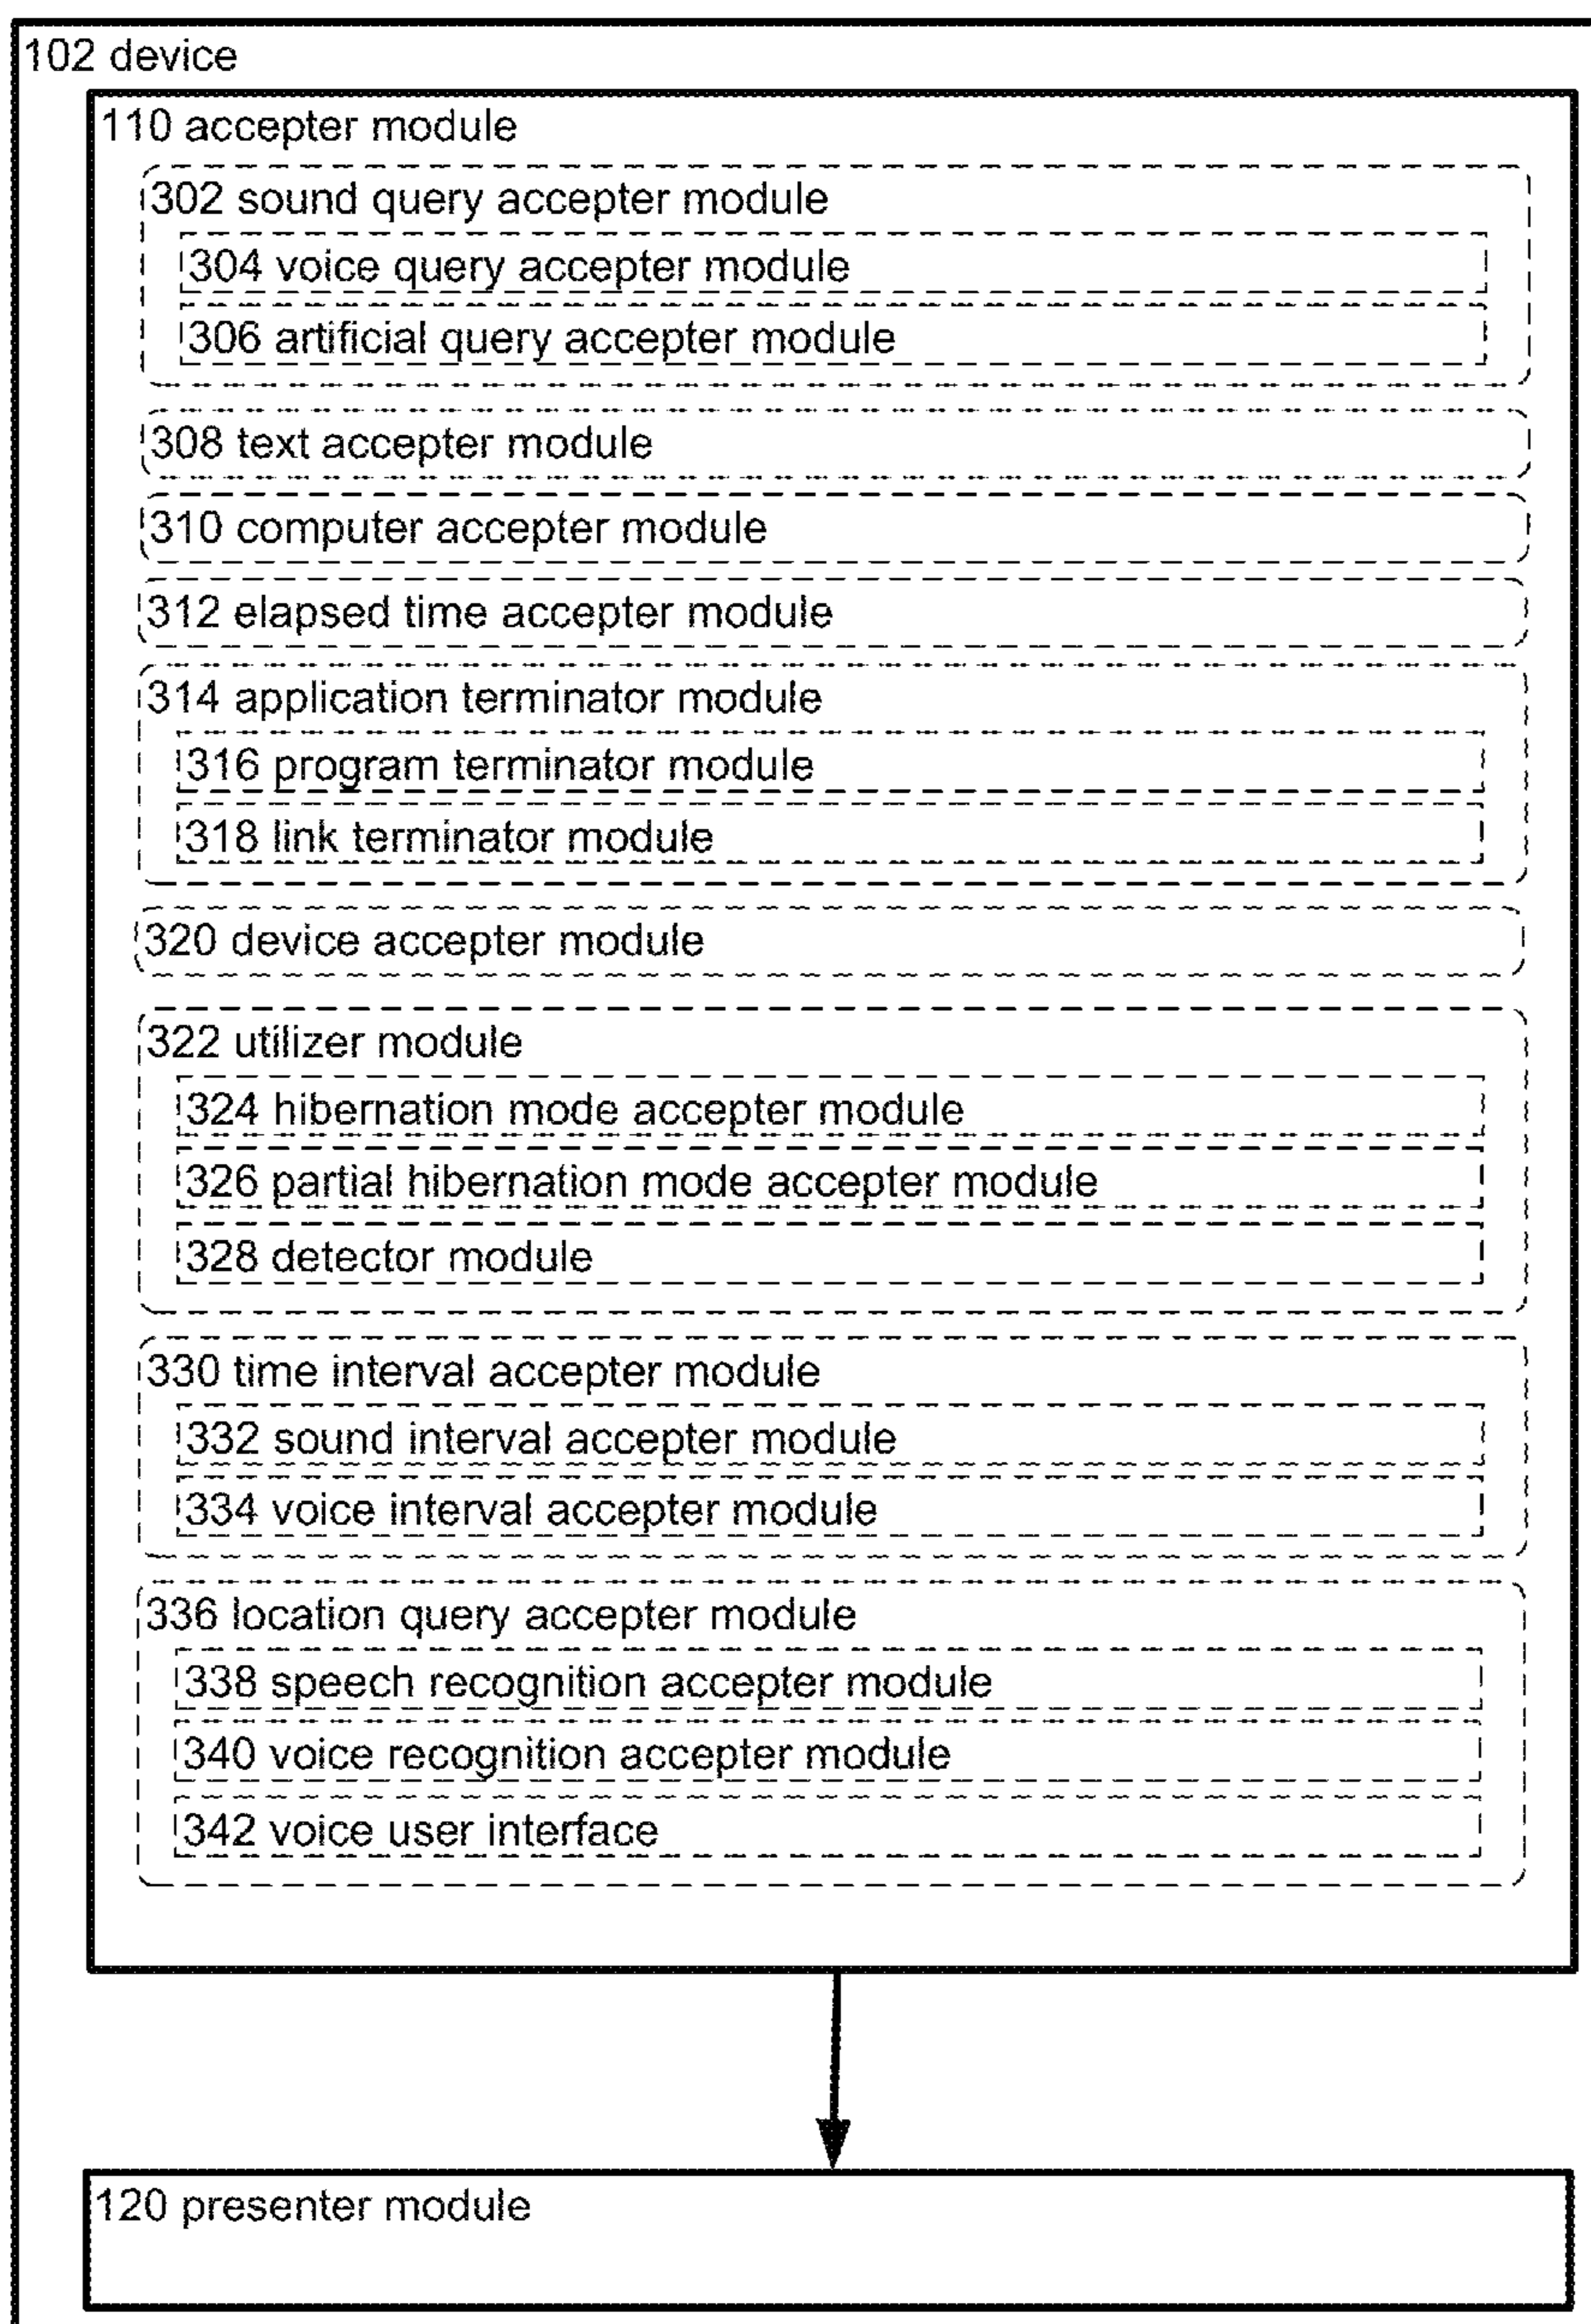 102 device
110 accepter module
302 sound query accepter module
304 voice query accepter module
306 artificial query accepter module
308 text accepter module
310 computer accepter module
312 elapsed time accepter module
314 application terminator module
316 program terminator module
318 link terminator module
320 device accepter module
322 utilizer module
324 hibernation mode accepter module
326 partial hibernation mode accepter module
328 detector module
330 time interval accepter module
332 sound interval accepter module
334 voice interval accepter module
336 location query accepter module
338 speech recognition accepter module
340 voice recognition accepter module
342 voice user interface
120 presenter module